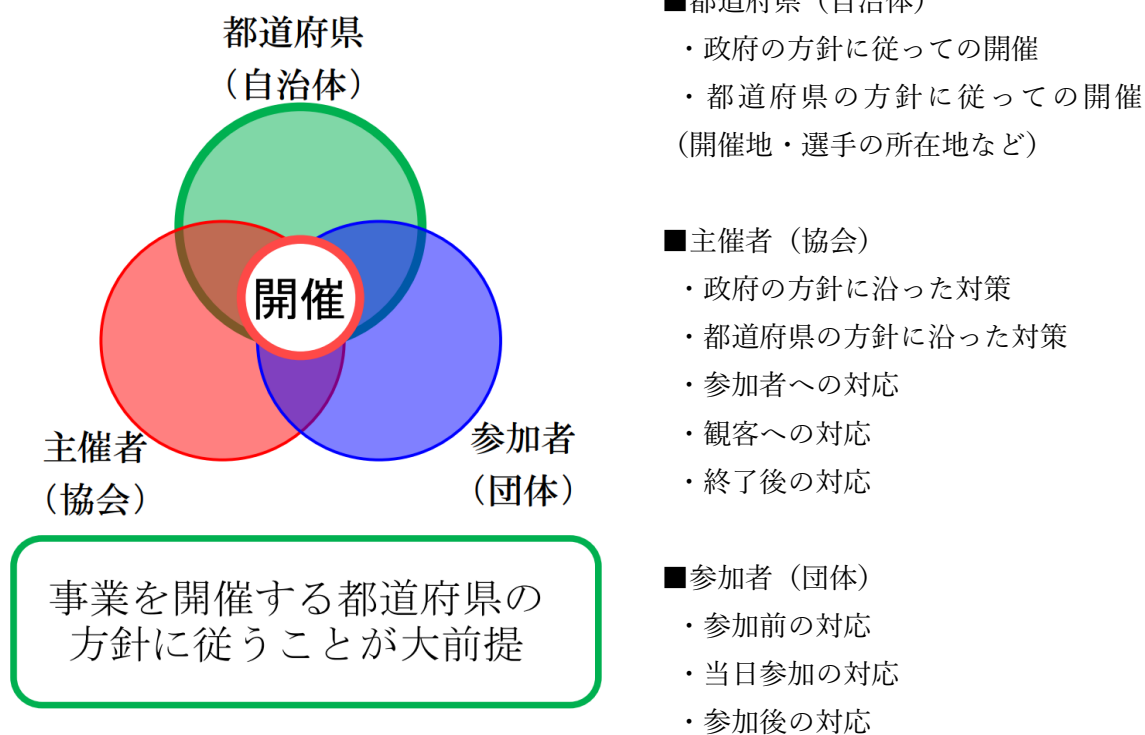 都道府県
（自治体）
開催
主催者
（協会）
参加者
（団体）
事業を開催する都道府県の
方針に従うことが大前提
■都道府県（自治体）
・政府の方針に従っての開催
・都道府県の方針に従っての開催
（開催地・選手の所在地など）
■主催者（協会）
・政府の方針に沿った対策
・都道府県の方針に沿った対策
・参加者への対応
・観客への対応
・終了後の対応
■参加者（団体）
・参加前の対応
・当日参加の対応
・参加後の対応